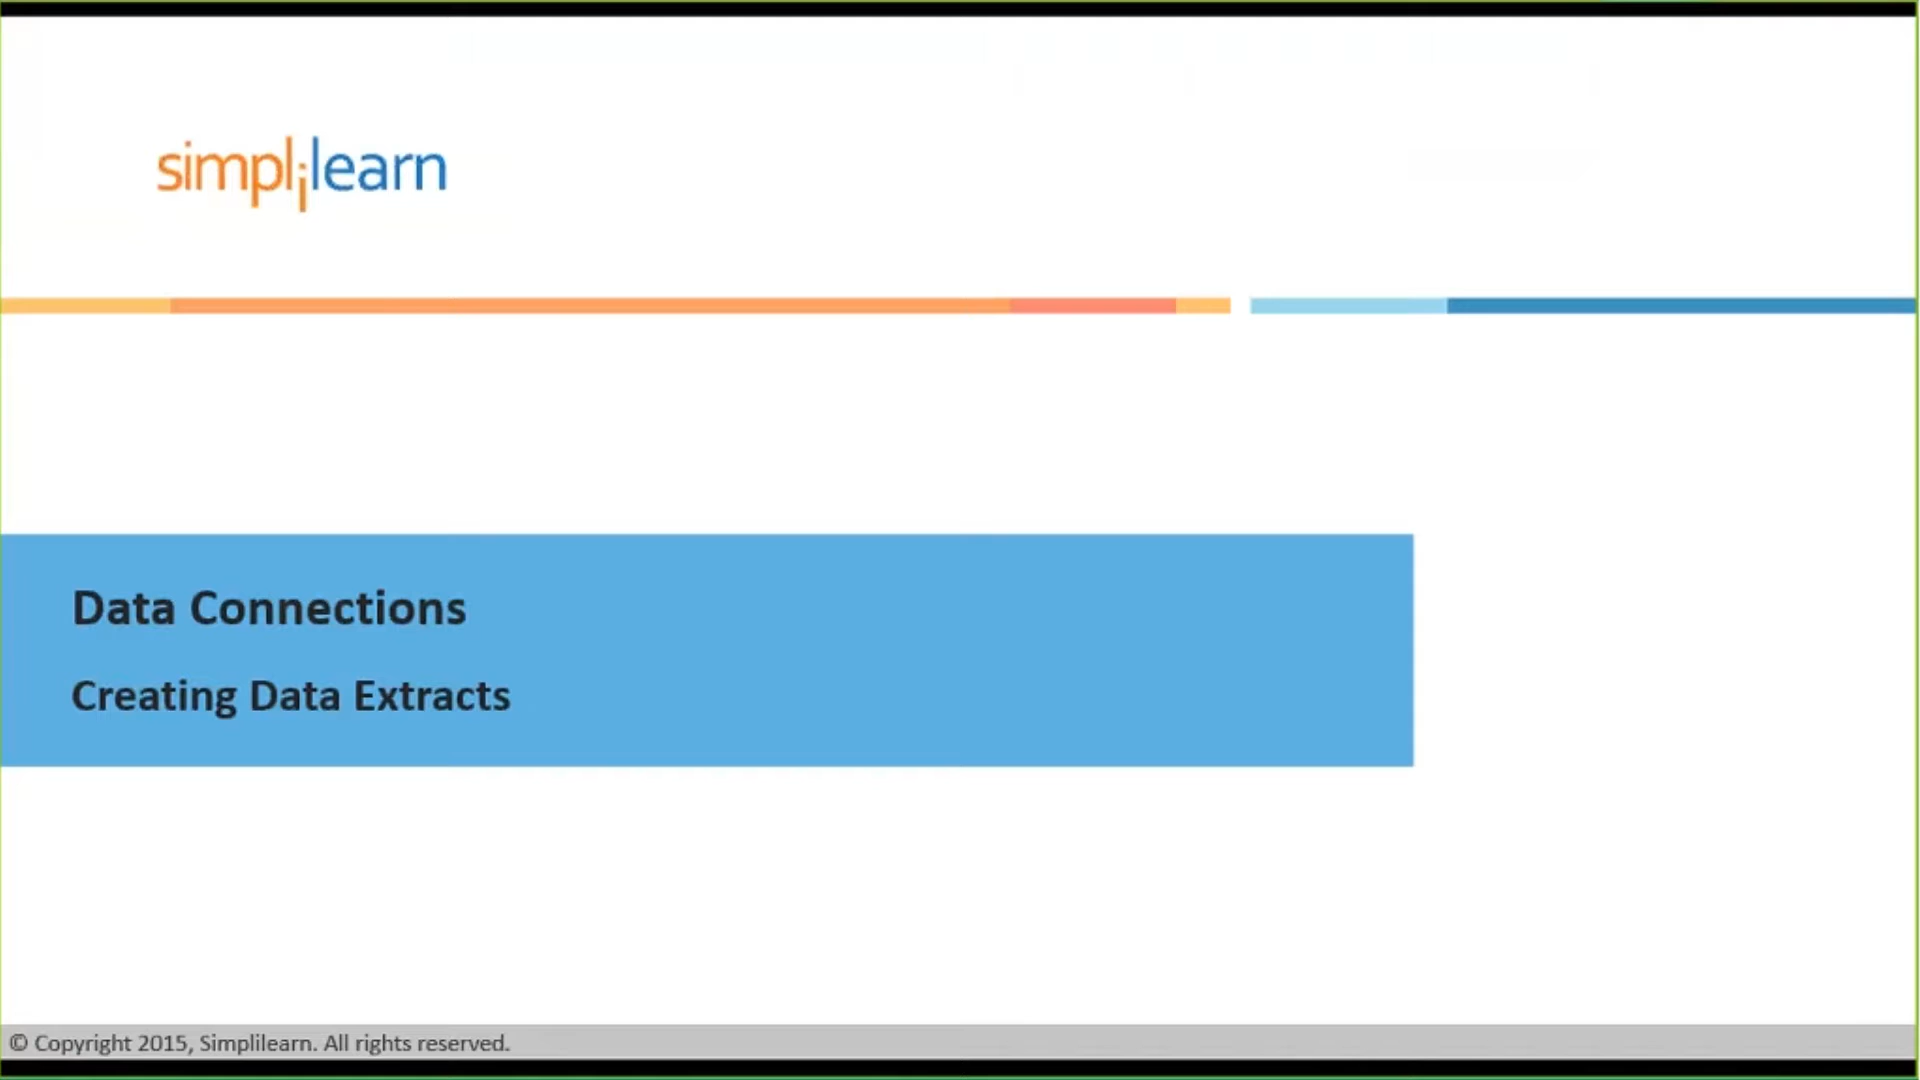 simplilearn
Data Connections
Creating Data Extracts
© Copyright 2015, Simplilearn. All rights reserved.